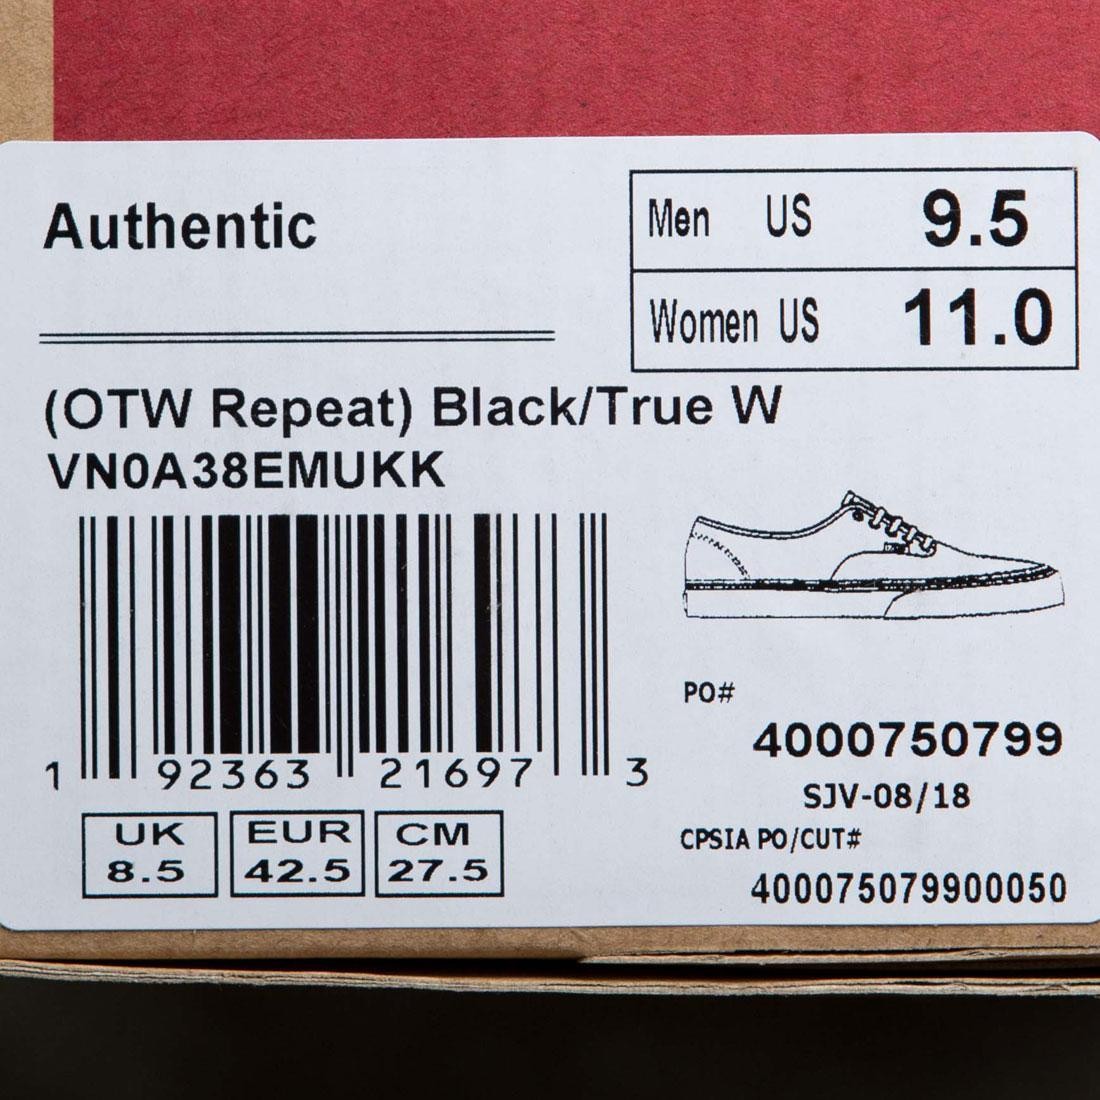 Authentic
Men US 9.5
Women US 11.0
(OTW Repeat) Black/True W
VN0A38EMUKK
1 92363 21697 3
PO#
4000750799
SJV-08/18
CPSIA PO/CUT#
400075079900050
UK EUR CM
8.5 42.5 27.5